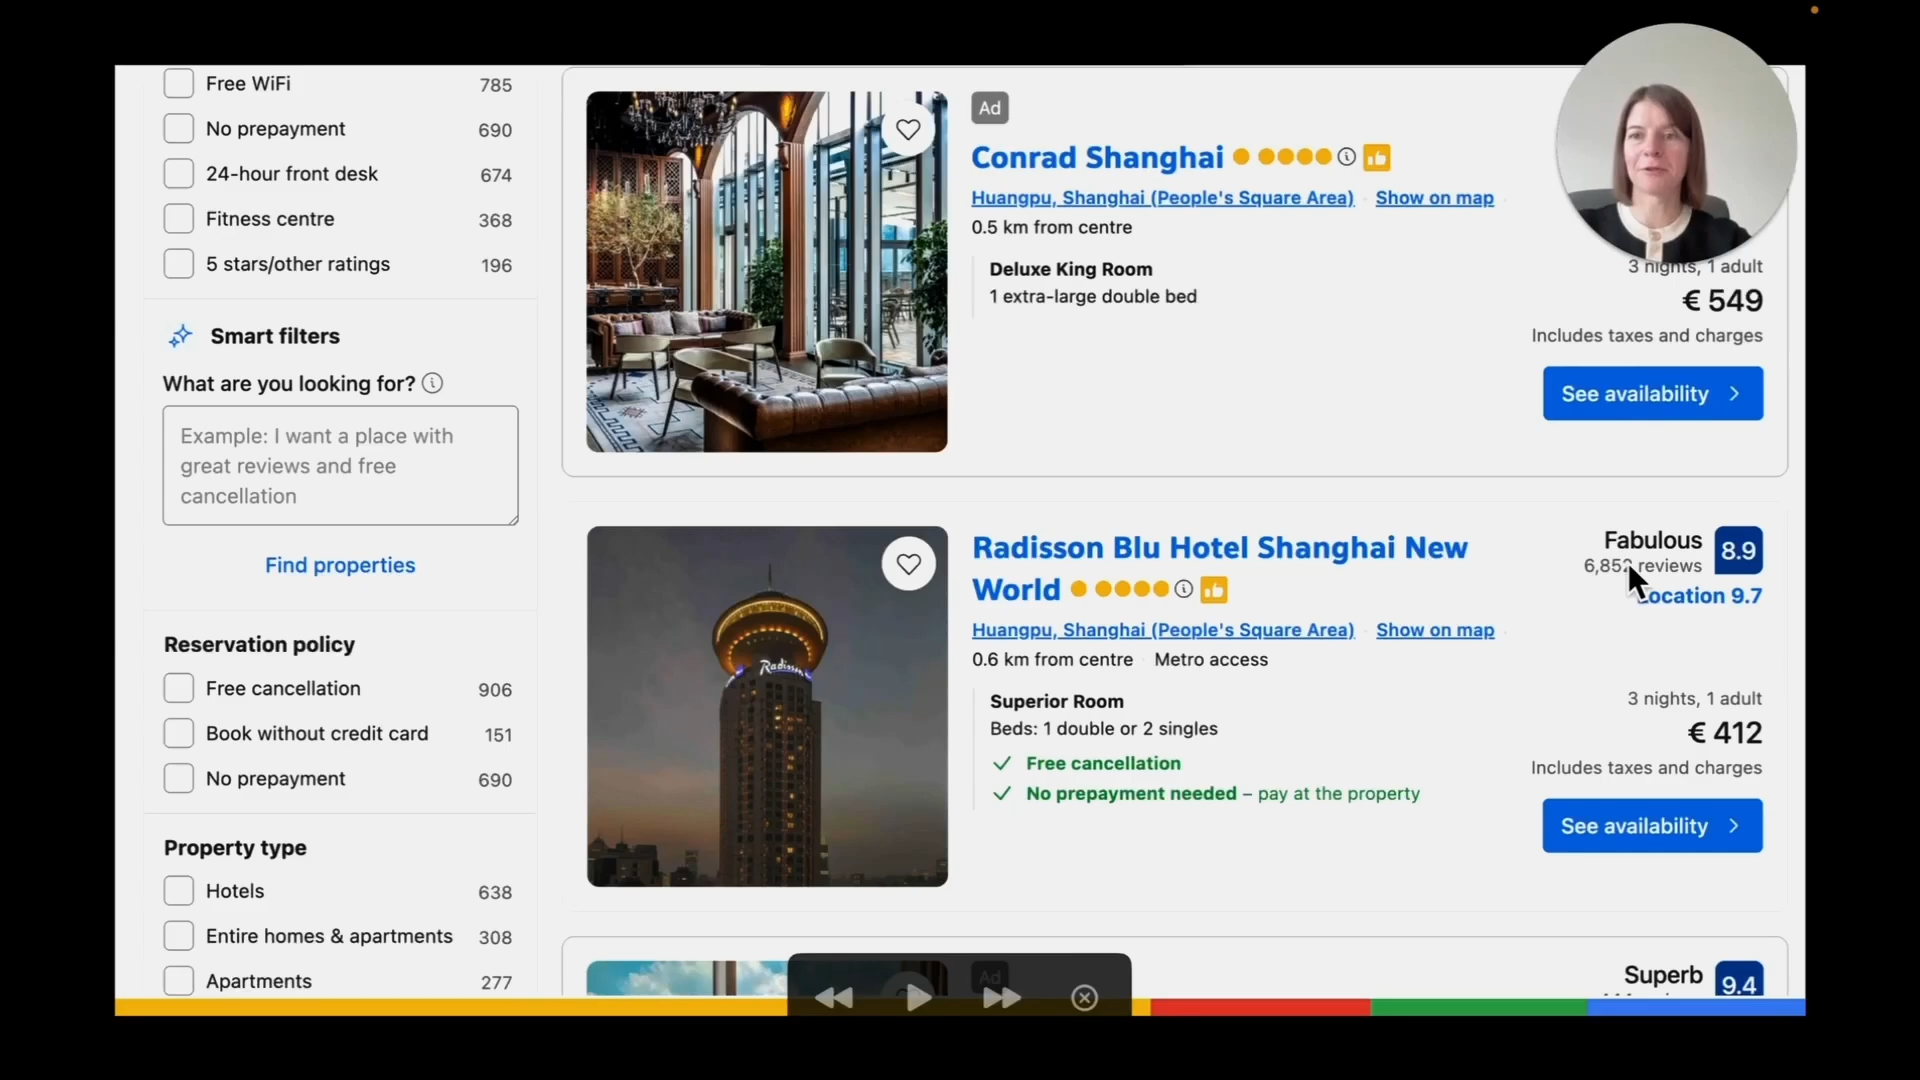 Free WiFi 785
No prepayment 690
24-hour front desk 674
Fitness centre 368
5 stars/other ratings 196
Smart filters
What are you looking for?
Example: I want a place with
great reviews and free
cancellation
Find properties
Reservation policy
Free cancellation 906
Book without credit card 151
No prepayment 690
Property type
Hotels 638
Entire homes & apartments 308
Apartments 277
Ad
Conrad Shanghai
Huangpu, Shanghai (People's Square Area) Show on map
0.5 km from centre
Deluxe King Room
1 extra-large double bed
3 nights, 1 adult
€ 549
Includes taxes and charges
See availability
Radisson Blu Hotel Shanghai New
World
Fabulous 8.9
6,852 reviews
Location 9.7
Huangpu, Shanghai (People's Square Area) Show on map
0.6 km from centre Metro access
Superior Room
Beds: 1 double or 2 singles
Free cancellation
No prepayment needed – pay at the property
3 nights, 1 adult
€ 412
Includes taxes and charges
See availability
Ad
Superb 9.4